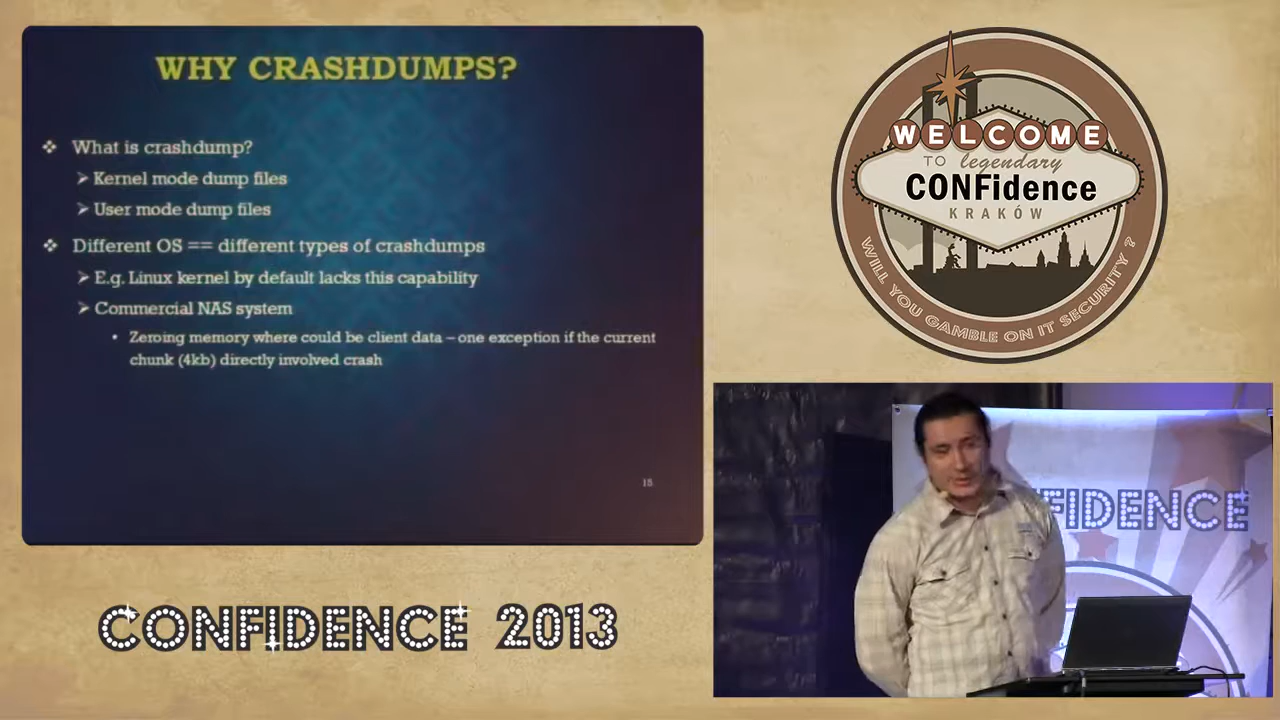 WHY CRASHDUMPS?
What is crashdump?
Kernel mode dump files
User mode dump files
Different OS == different types of crashdumps
E.g. Linux kernel by default lacks this capability
Commercial NAS system
Zeroing memory where could be client data – one exception if the current
chunk (4kb) directly involved crash
15
CONFIDENCE 2013
WELCOME
TO legendary
CONFidence
KRAKÓW
WILL YOU GAMBLE ON IT SECURITY ?
FIDENCE